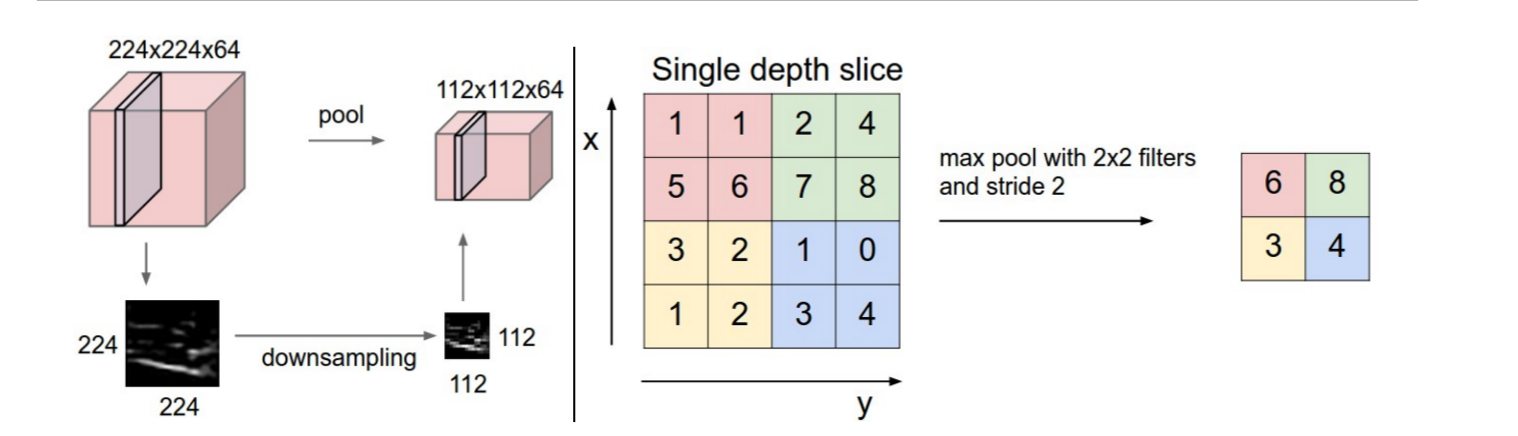 224x224x64
pool
112x112x64
224
224
downsampling
112
112
Single depth slice
x
1 1 2 4
5 6 7 8
3 2 1 0
1 2 3 4
y
max pool with 2x2 filters
and stride 2
6 8
3 4